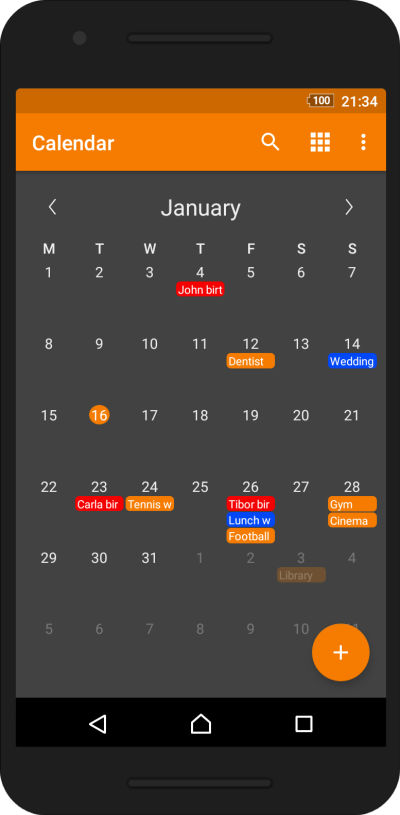 100 21:34
Calendar
January
M T W T F S S
1 2 3 4 5 6 7
John birt
8 9 10 11 12 13 14
Dentist Wedding
15 16 17 18 19 20 21
22 23 24 25 26 27 28
Carla bir Tennis w Tibor bir Gym
Lunch w Cinema
Football
29 30 31 1 2 3 4
Library
5 6 7 8 9 10